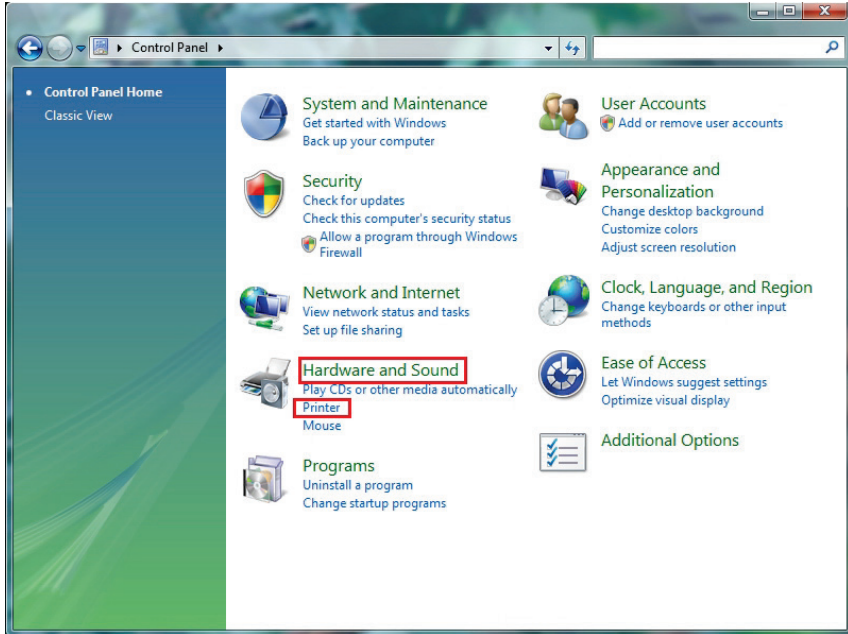 Control Panel
Control Panel Home
Classic View
System and Maintenance
Get started with Windows
Back up your computer
Security
Check for updates
Check this computer's security status
Allow a program through Windows
Firewall
Network and Internet
View network status and tasks
Set up file sharing
Hardware and Sound
Play CDs or other media automatically
Printer
Mouse
Programs
Uninstall a program
Change startup programs
User Accounts
Add or remove user accounts
Appearance and
Personalization
Change desktop background
Customize colors
Adjust screen resolution
Clock, Language, and Region
Change keyboards or other input
methods
Ease of Access
Let Windows suggest settings
Optimize visual display
Additional Options